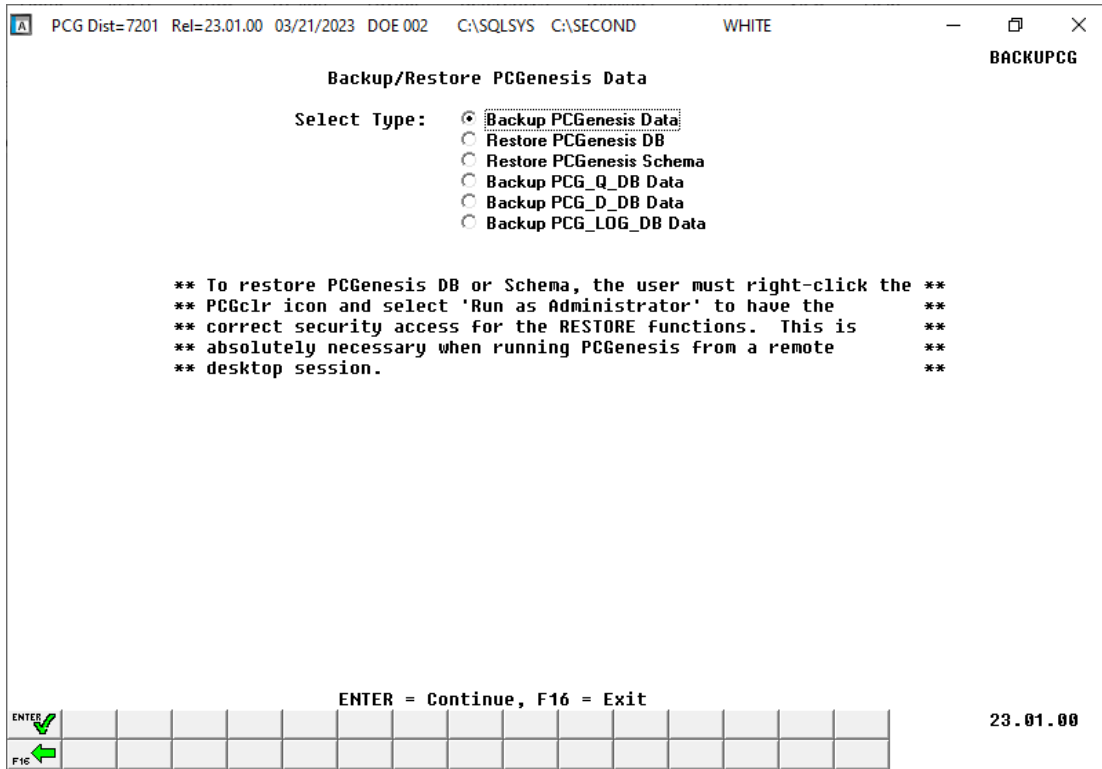 PCG Dist=7201 Rel=23.01.00 03/21/2023 DOE 002 C:\SQLSYS C:\SECOND WHITE
BACKUPCG
Backup/Restore PCGenesis Data
Select Type: Backup PCGenesis Data
Restore PCGenesis DB
Restore PCGenesis Schema
Backup PCG_Q_DB Data
Backup PCG_D_DB Data
Backup PCG_LOG_DB Data
** To restore PCGenesis DB or Schema, the user must right-click the **
** PCGclr icon and select 'Run as Administrator' to have the **
** correct security access for the RESTORE functions. This is **
** absolutely necessary when running PCGenesis from a remote **
** desktop session. **
ENTER = Continue, F16 = Exit
ENTER
23.01.00
F16